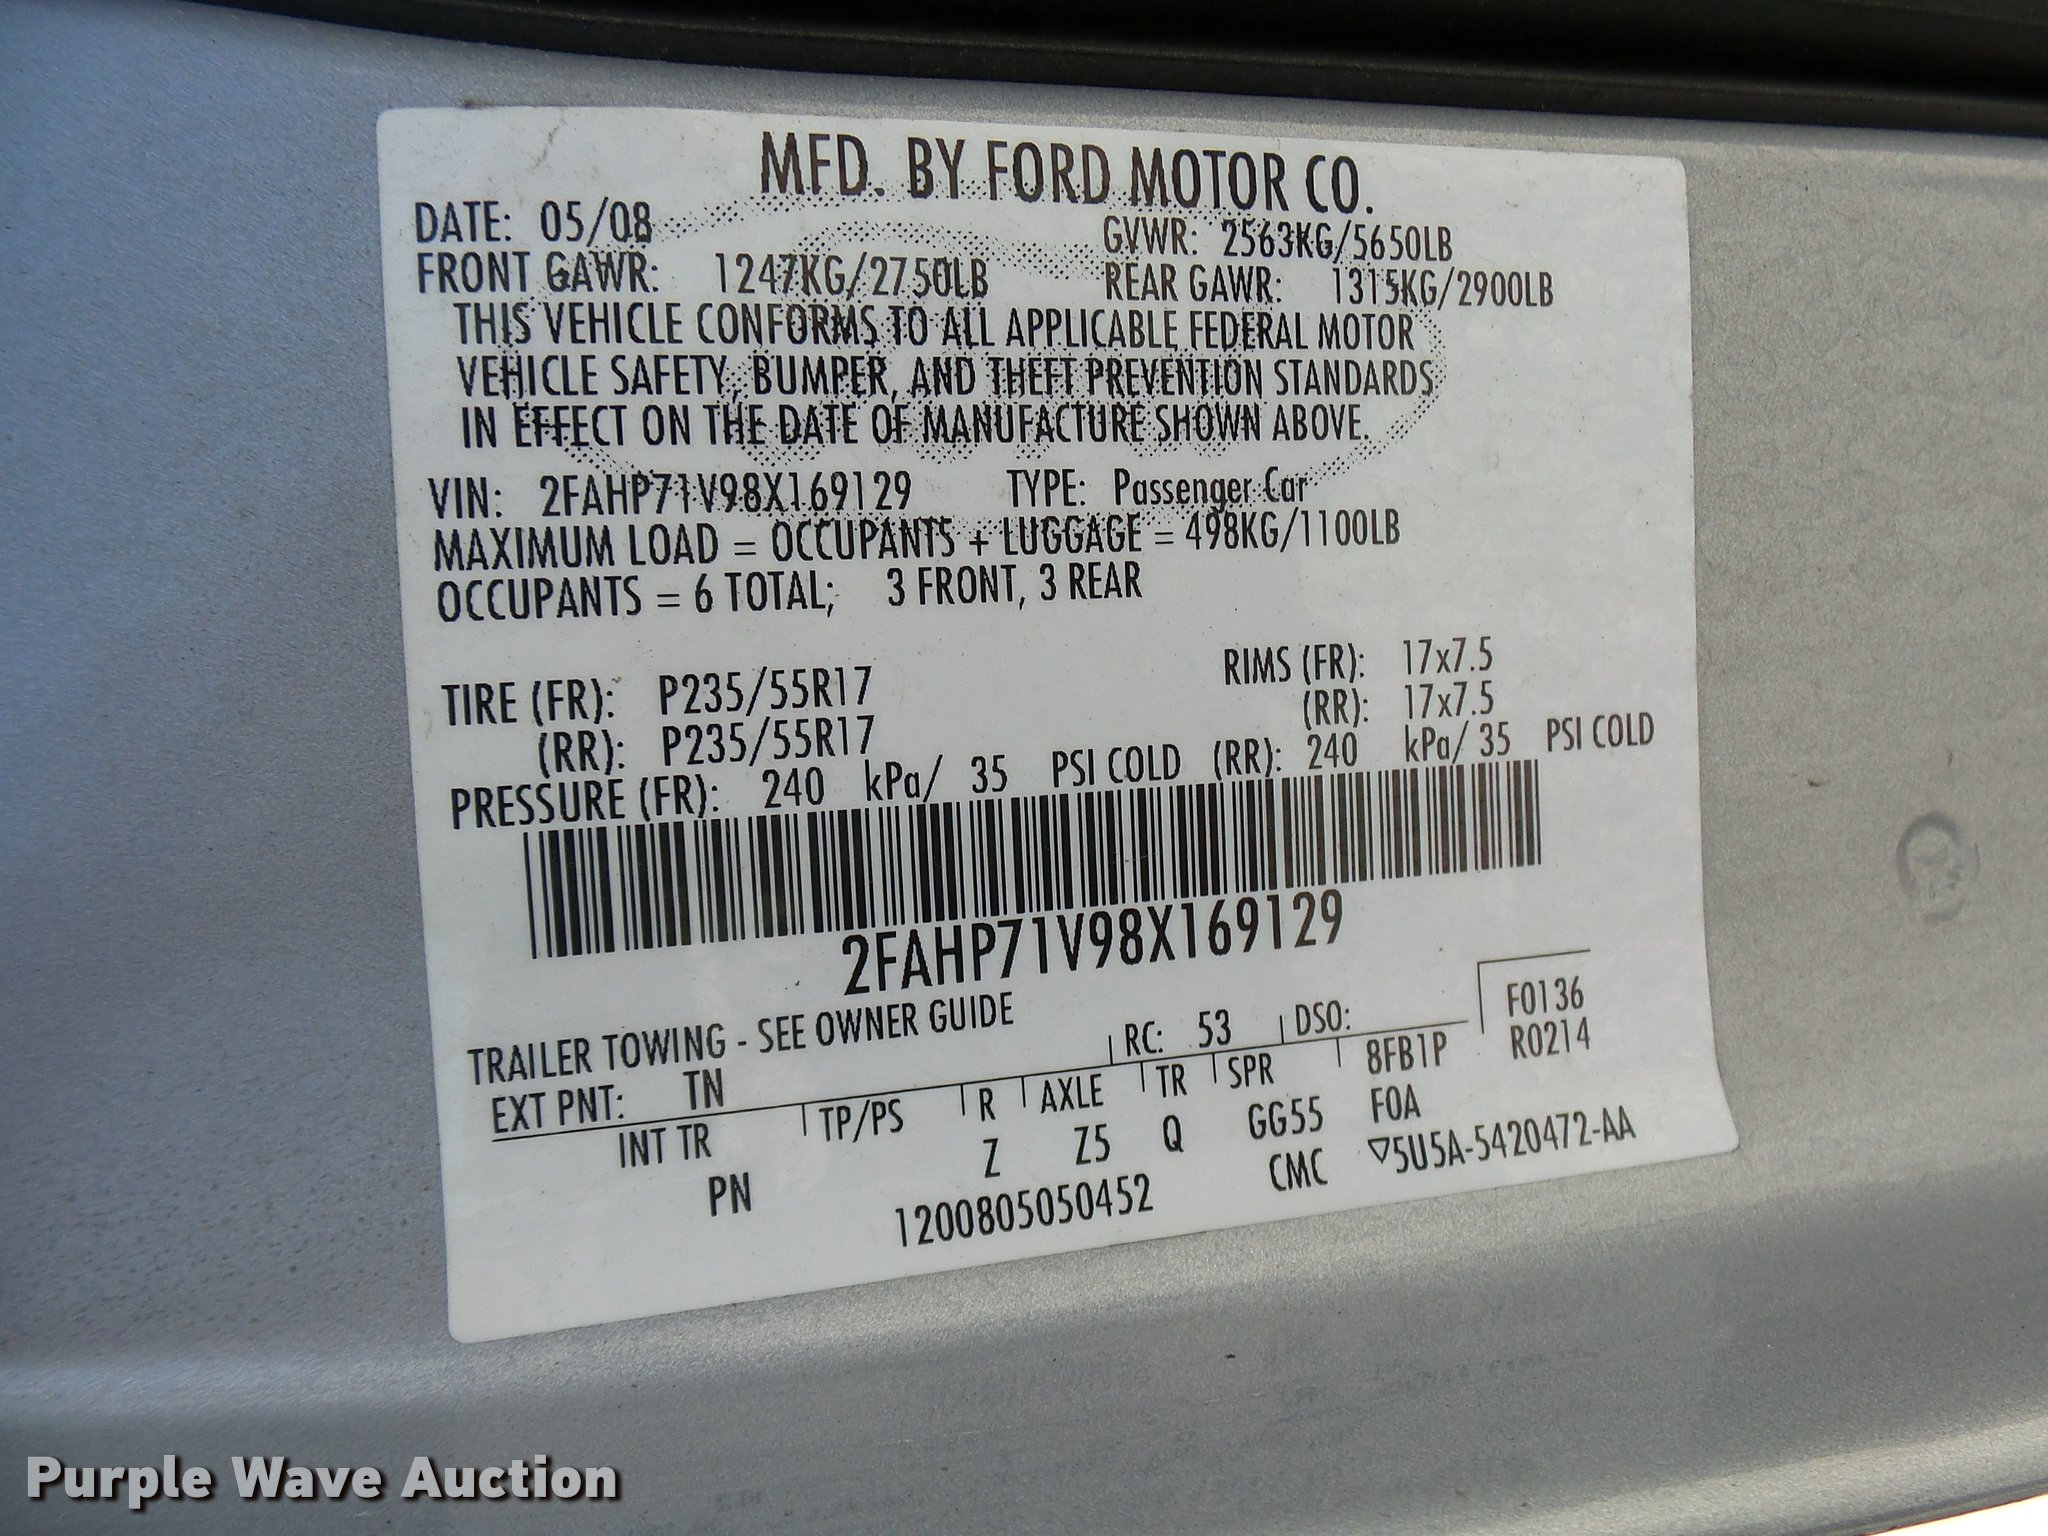 MFD. BY FORD MOTOR CO.
DATE: 05/08 GVWR: 2563KG/5650LB
FRONT GAWR: 1247KG/2750LB REAR GAWR: 1315KG/2900LB
THIS VEHICLE CONFORMS TO ALL APPLICABLE FEDERAL MOTOR
VEHICLE SAFETY, BUMPER, AND THEFT PREVENTION STANDARDS
IN EFFECT ON THE DATE OF MANUFACTURE SHOWN ABOVE.
VIN: 2FAHP71V98X169129 TYPE: Passenger Car
MAXIMUM LOAD = OCCUPANTS + LUGGAGE = 498KG/1100LB
OCCUPANTS = 6 TOTAL; 3 FRONT, 3 REAR
TIRE (FR): P235/55R17 RIMS (FR): 17x7.5
(RR): P235/55R17 (RR): 17x7.5
PRESSURE (FR): 240 kPa/ 35 PSI COLD (RR): 240 kPa/ 35 PSI COLD
2FAHP71V98X169129
TRAILER TOWING - SEE OWNER GUIDE
EXT PNT: TN RC: 53 DSO: F0136
INT TR TP/PS R AXLE TR SPR 8FB1P R0214
PN Z Z5 Q GG55 FOA
1200805050452 CMC ▽5U5A-5420472-AA
Purple Wave Auction